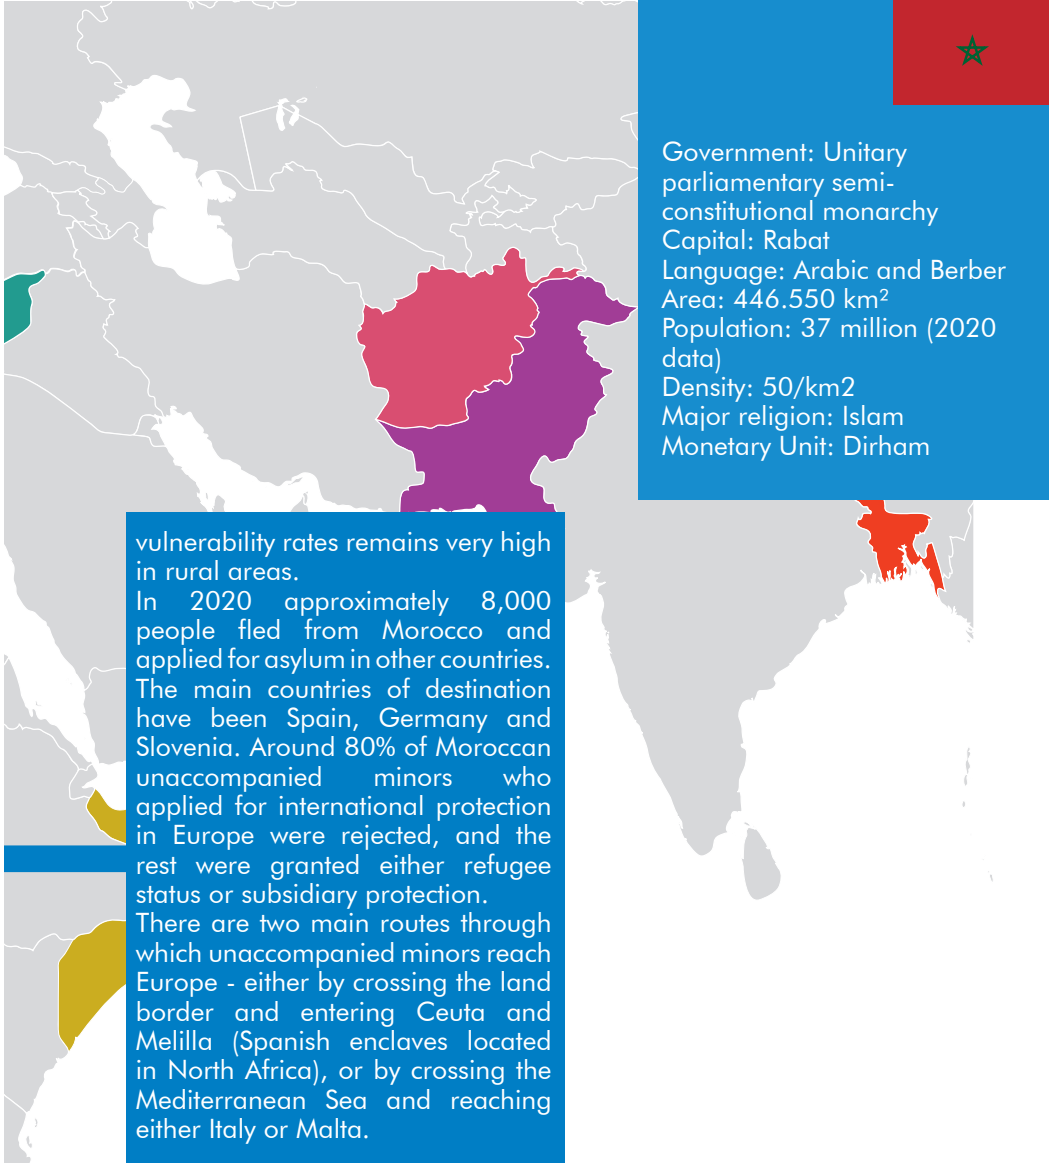 Government: Unitary
parliamentary semi-
constitutional monarchy
Capital: Rabat
Language: Arabic and Berber
Area: 446.550 km²
Population: 37 million (2020
data)
Density: 50/km2
Major religion: Islam
Monetary Unit: Dirham
vulnerability rates remains very high
in rural areas.
In 2020 approximately 8,000
people fled from Morocco and
applied for asylum in other countries.
The main countries of destination
have been Spain, Germany and
Slovenia. Around 80% of Moroccan
unaccompanied minors who
applied for international protection
in Europe were rejected, and the
rest were granted either refugee
status or subsidiary protection.
There are two main routes through
which unaccompanied minors reach
Europe - either by crossing the land
border and entering Ceuta and
Melilla (Spanish enclaves located
in North Africa), or by crossing the
Mediterranean Sea and reaching
either Italy or Malta.